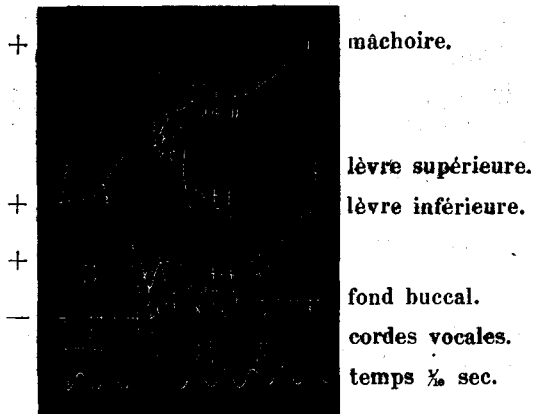 + mâchoire.
lèvre supérieure.
+ lèvre inférieure.
+
fond buccal.
−
cordes vocales.
temps 1/10 sec.